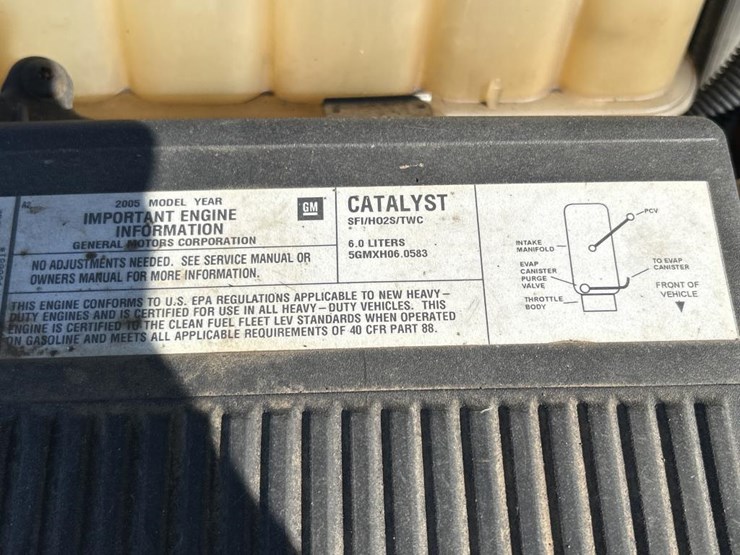 A2
2005 MODEL YEAR
IMPORTANT ENGINE
INFORMATION
GENERAL MOTORS CORPORATION
GM
NO ADJUSTMENTS NEEDED. SEE SERVICE MANUAL OR
OWNERS MANUAL FOR MORE INFORMATION.
CATALYST
SFI/HO2S/TWC
6.0 LITERS
5GMXH06.0583
THIS ENGINE CONFORMS TO U.S. EPA REGULATIONS APPLICABLE TO NEW HEAVY–
DUTY ENGINES AND IS CERTIFIED FOR USE IN ALL HEAVY–DUTY VEHICLES. THIS
ENGINE IS CERTIFIED TO THE CLEAN FUEL FLEET LEV STANDARDS WHEN OPERATED
ON GASOLINE AND MEETS ALL APPLICABLE REQUIREMENTS OF 40 CFR PART 88.
PCV
INTAKE
MANIFOLD
EVAP
CANISTER
PURGE
VALVE
THROTTLE
BODY
TO EVAP
CANISTER
FRONT OF
VEHICLE